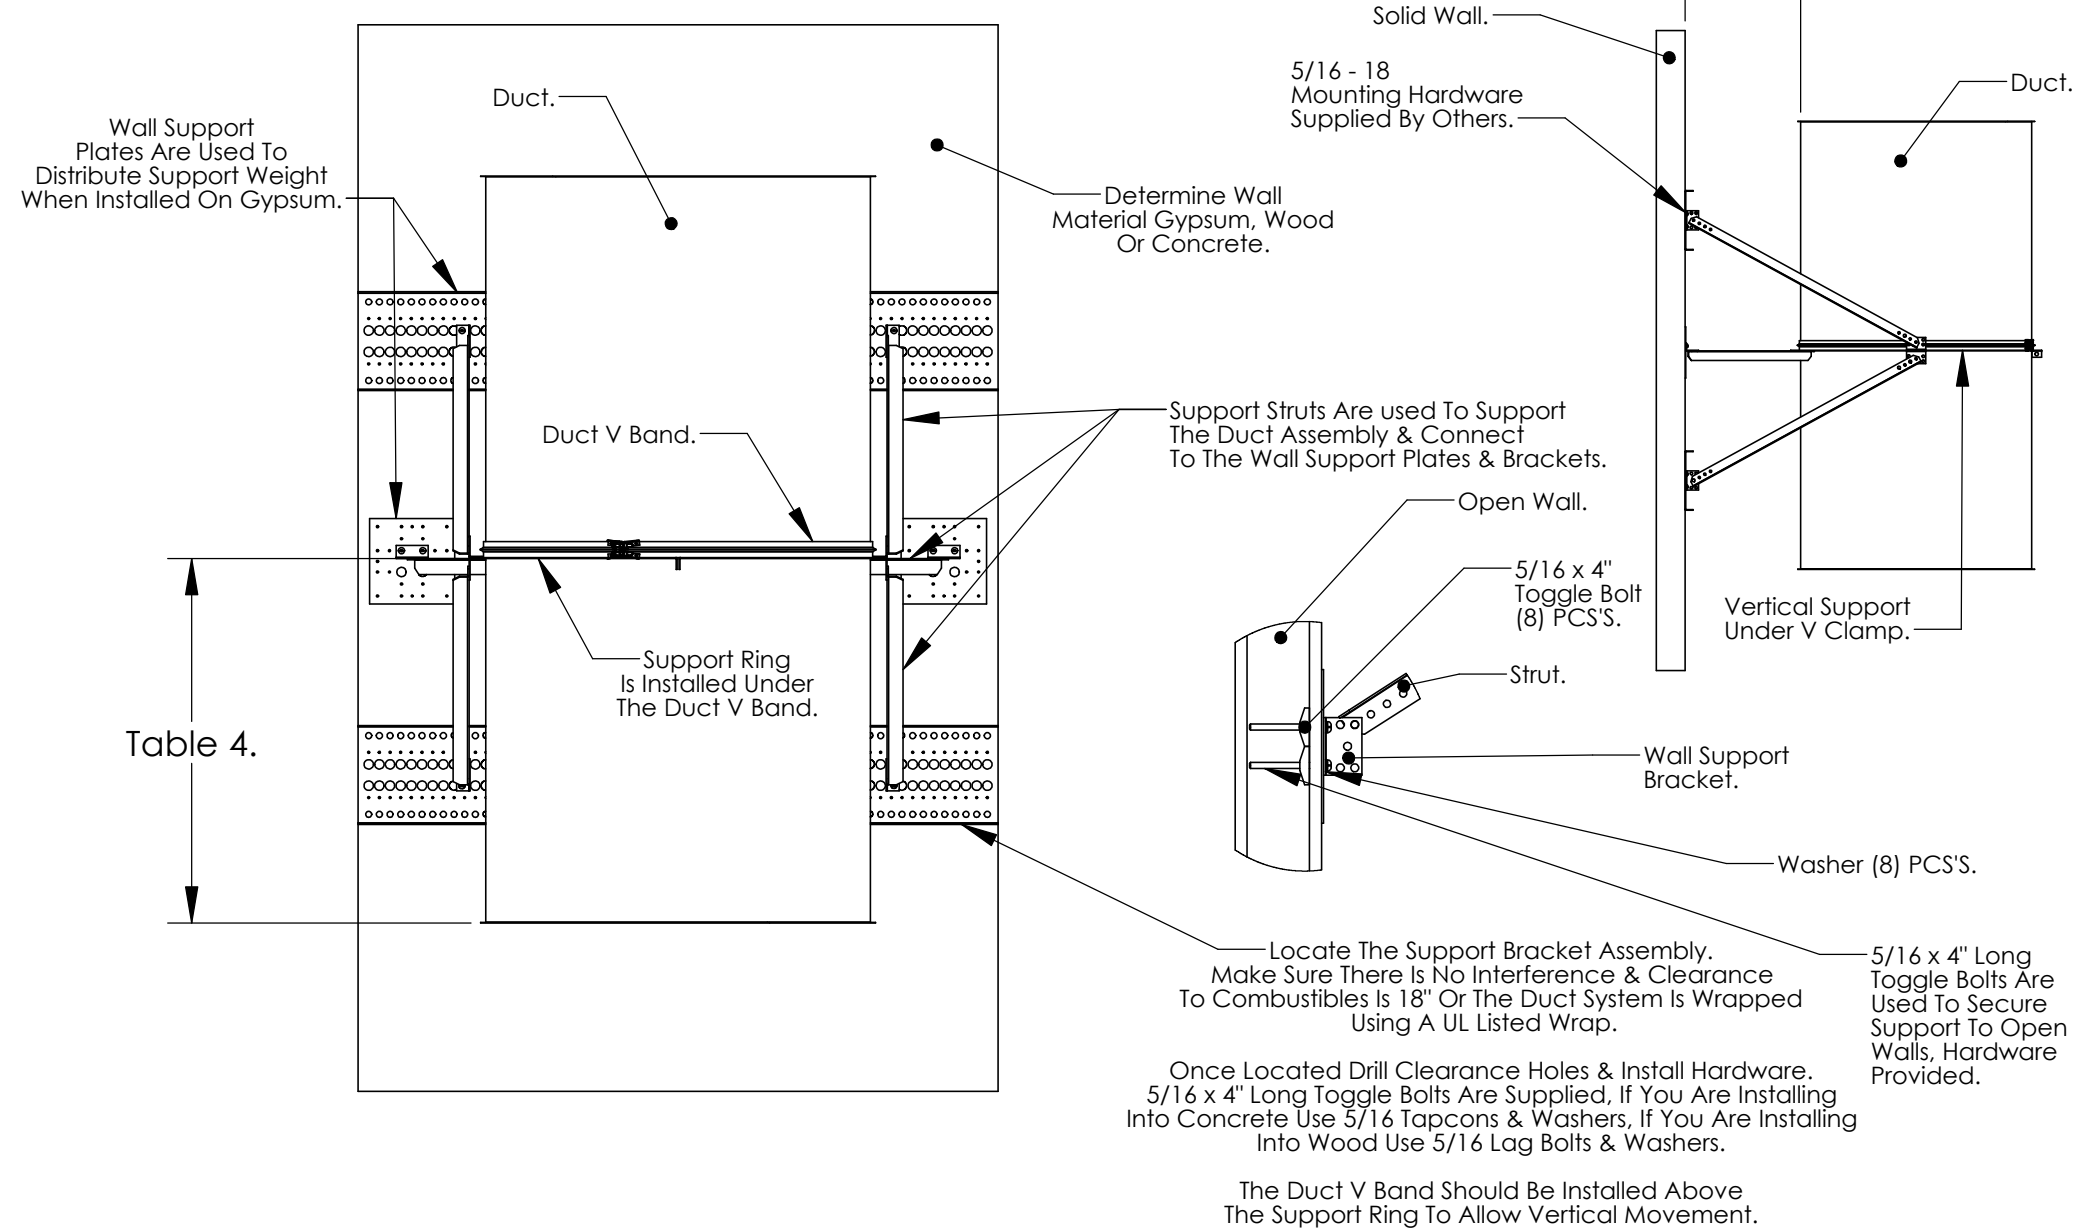 Solid Wall.
5/16 - 18
Mounting Hardware
Supplied By Others.
Duct.
Duct.
Wall Support
Plates Are Used To
Distribute Support Weight
When Installed On Gypsum.
Determine Wall
Material Gypsum, Wood
Or Concrete.
Duct V Band.
Support Struts Are used To Support
The Duct Assembly & Connect
To The Wall Support Plates & Brackets.
Open Wall.
5/16 x 4"
Toggle Bolt
(8) PCS'S.
Vertical Support
Under V Clamp.
Support Ring
Is Installed Under
The Duct V Band.
Strut.
Table 4.
Wall Support
Bracket.
Washer (8) PCS'S.
Locate The Support Bracket Assembly.
Make Sure There Is No Interference & Clearance
To Combustibles Is 18" Or The Duct System Is Wrapped
Using A UL Listed Wrap.
5/16 x 4" Long
Toggle Bolts Are
Used To Secure
Support To Open
Walls, Hardware
Provided.
Once Located Drill Clearance Holes & Install Hardware.
5/16 x 4" Long Toggle Bolts Are Supplied, If You Are Installing
Into Concrete Use 5/16 Tapcons & Washers, If You Are Installing
Into Wood Use 5/16 Lag Bolts & Washers.
The Duct V Band Should Be Installed Above
The Support Ring To Allow Vertical Movement.